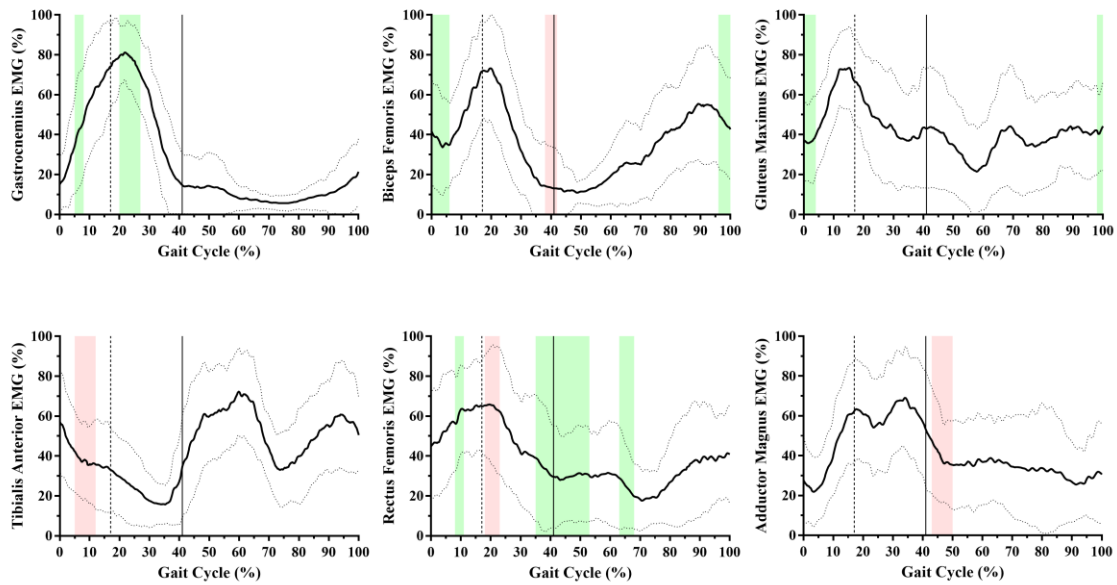 Gastrocnemius EMG (%)
100
80
60
40
20
0
0 10 20 30 40 50 60 70 80 90 100
Gait Cycle (%)
Biceps Femoris EMG (%)
100
80
60
40
20
0
0 10 20 30 40 50 60 70 80 90 100
Gait Cycle (%)
Gluteus Maximus EMG (%)
100
80
60
40
20
0
0 10 20 30 40 50 60 70 80 90 100
Gait Cycle (%)
Tibialis Anterior EMG (%)
100
80
60
40
20
0
0 10 20 30 40 50 60 70 80 90 100
Gait Cycle (%)
Rectus Femoris EMG (%)
100
80
60
40
20
0
0 10 20 30 40 50 60 70 80 90 100
Gait Cycle (%)
Adductor Magnus EMG (%)
100
80
60
40
20
0
0 10 20 30 40 50 60 70 80 90 100
Gait Cycle (%)